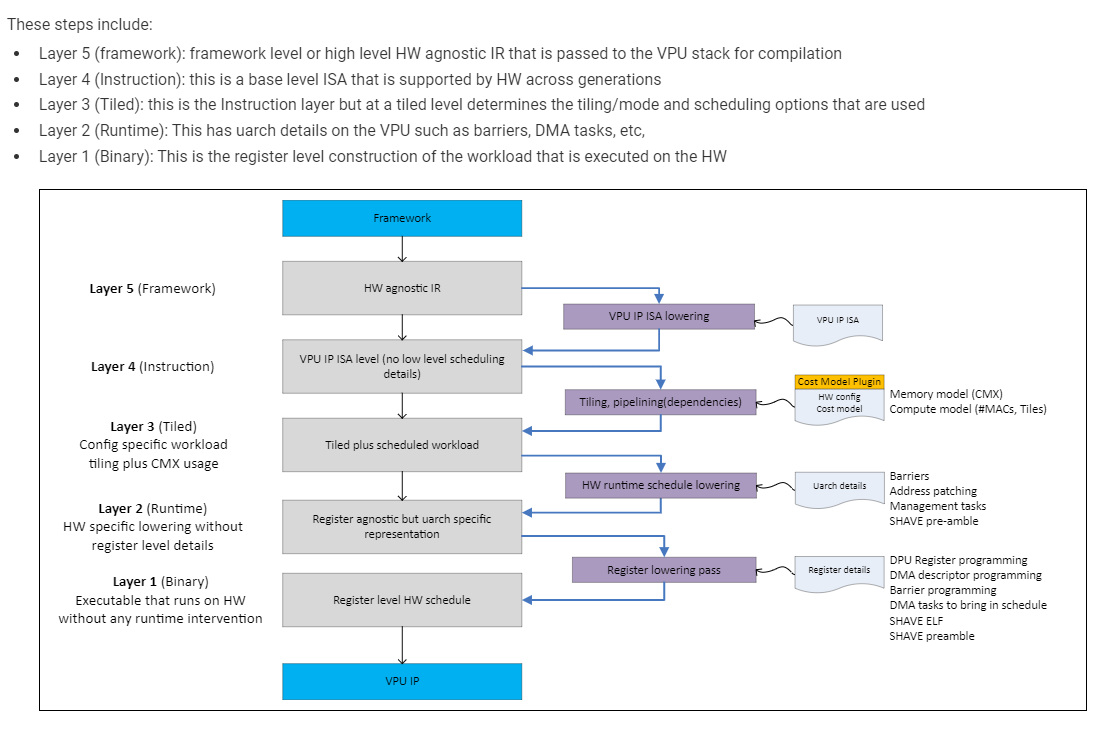 These steps include:
• Layer 5 (framework): framework level or high level HW agnostic IR that is passed to the VPU stack for compilation
• Layer 4 (Instruction): this is a base level ISA that is supported by HW across generations
• Layer 3 (Tiled): this is the Instruction layer but at a tiled level determines the tiling/mode and scheduling options that are used
• Layer 2 (Runtime): This has uarch details on the VPU such as barriers, DMA tasks, etc,
• Layer 1 (Binary): This is the register level construction of the workload that is executed on the HW
Framework
Layer 5 (Framework)
HW agnostic IR
VPU IP ISA lowering
VPU IP ISA
Layer 4 (Instruction)
VPU IP ISA level (no low level scheduling
details)
Tiling, pipelining(dependencies)
Cost Model Plugin
HW config
Cost model
Memory model (CMX)
Compute model (#MACs, Tiles)
Layer 3 (Tiled)
Config specific workload
tiling plus CMX usage
Tiled plus scheduled workload
HW runtime schedule lowering
Uarch details
Barriers
Address patching
Management tasks
SHAVE pre-amble
Layer 2 (Runtime)
HW specific lowering without
register level details
Register agnostic but uarch specific
representation
Register lowering pass
Register details
DPU Register programming
DMA descriptor programming
Barrier programming
DMA tasks to bring in schedule
SHAVE ELF
SHAVE preamble
Layer 1 (Binary)
Executable that runs on HW
without any runtime intervention
Register level HW schedule
VPU IP